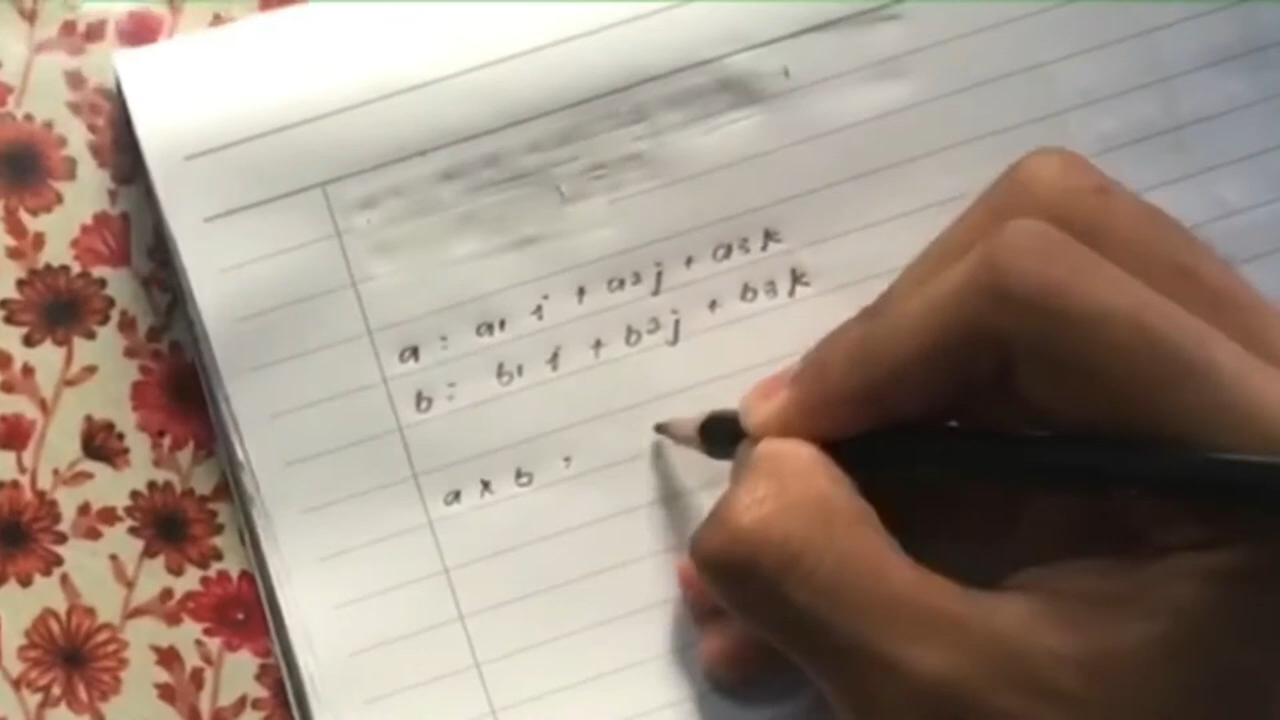 a = a1 i + a2 j + a3 k
b = b1 i + b2 j + b3 k
a x b =